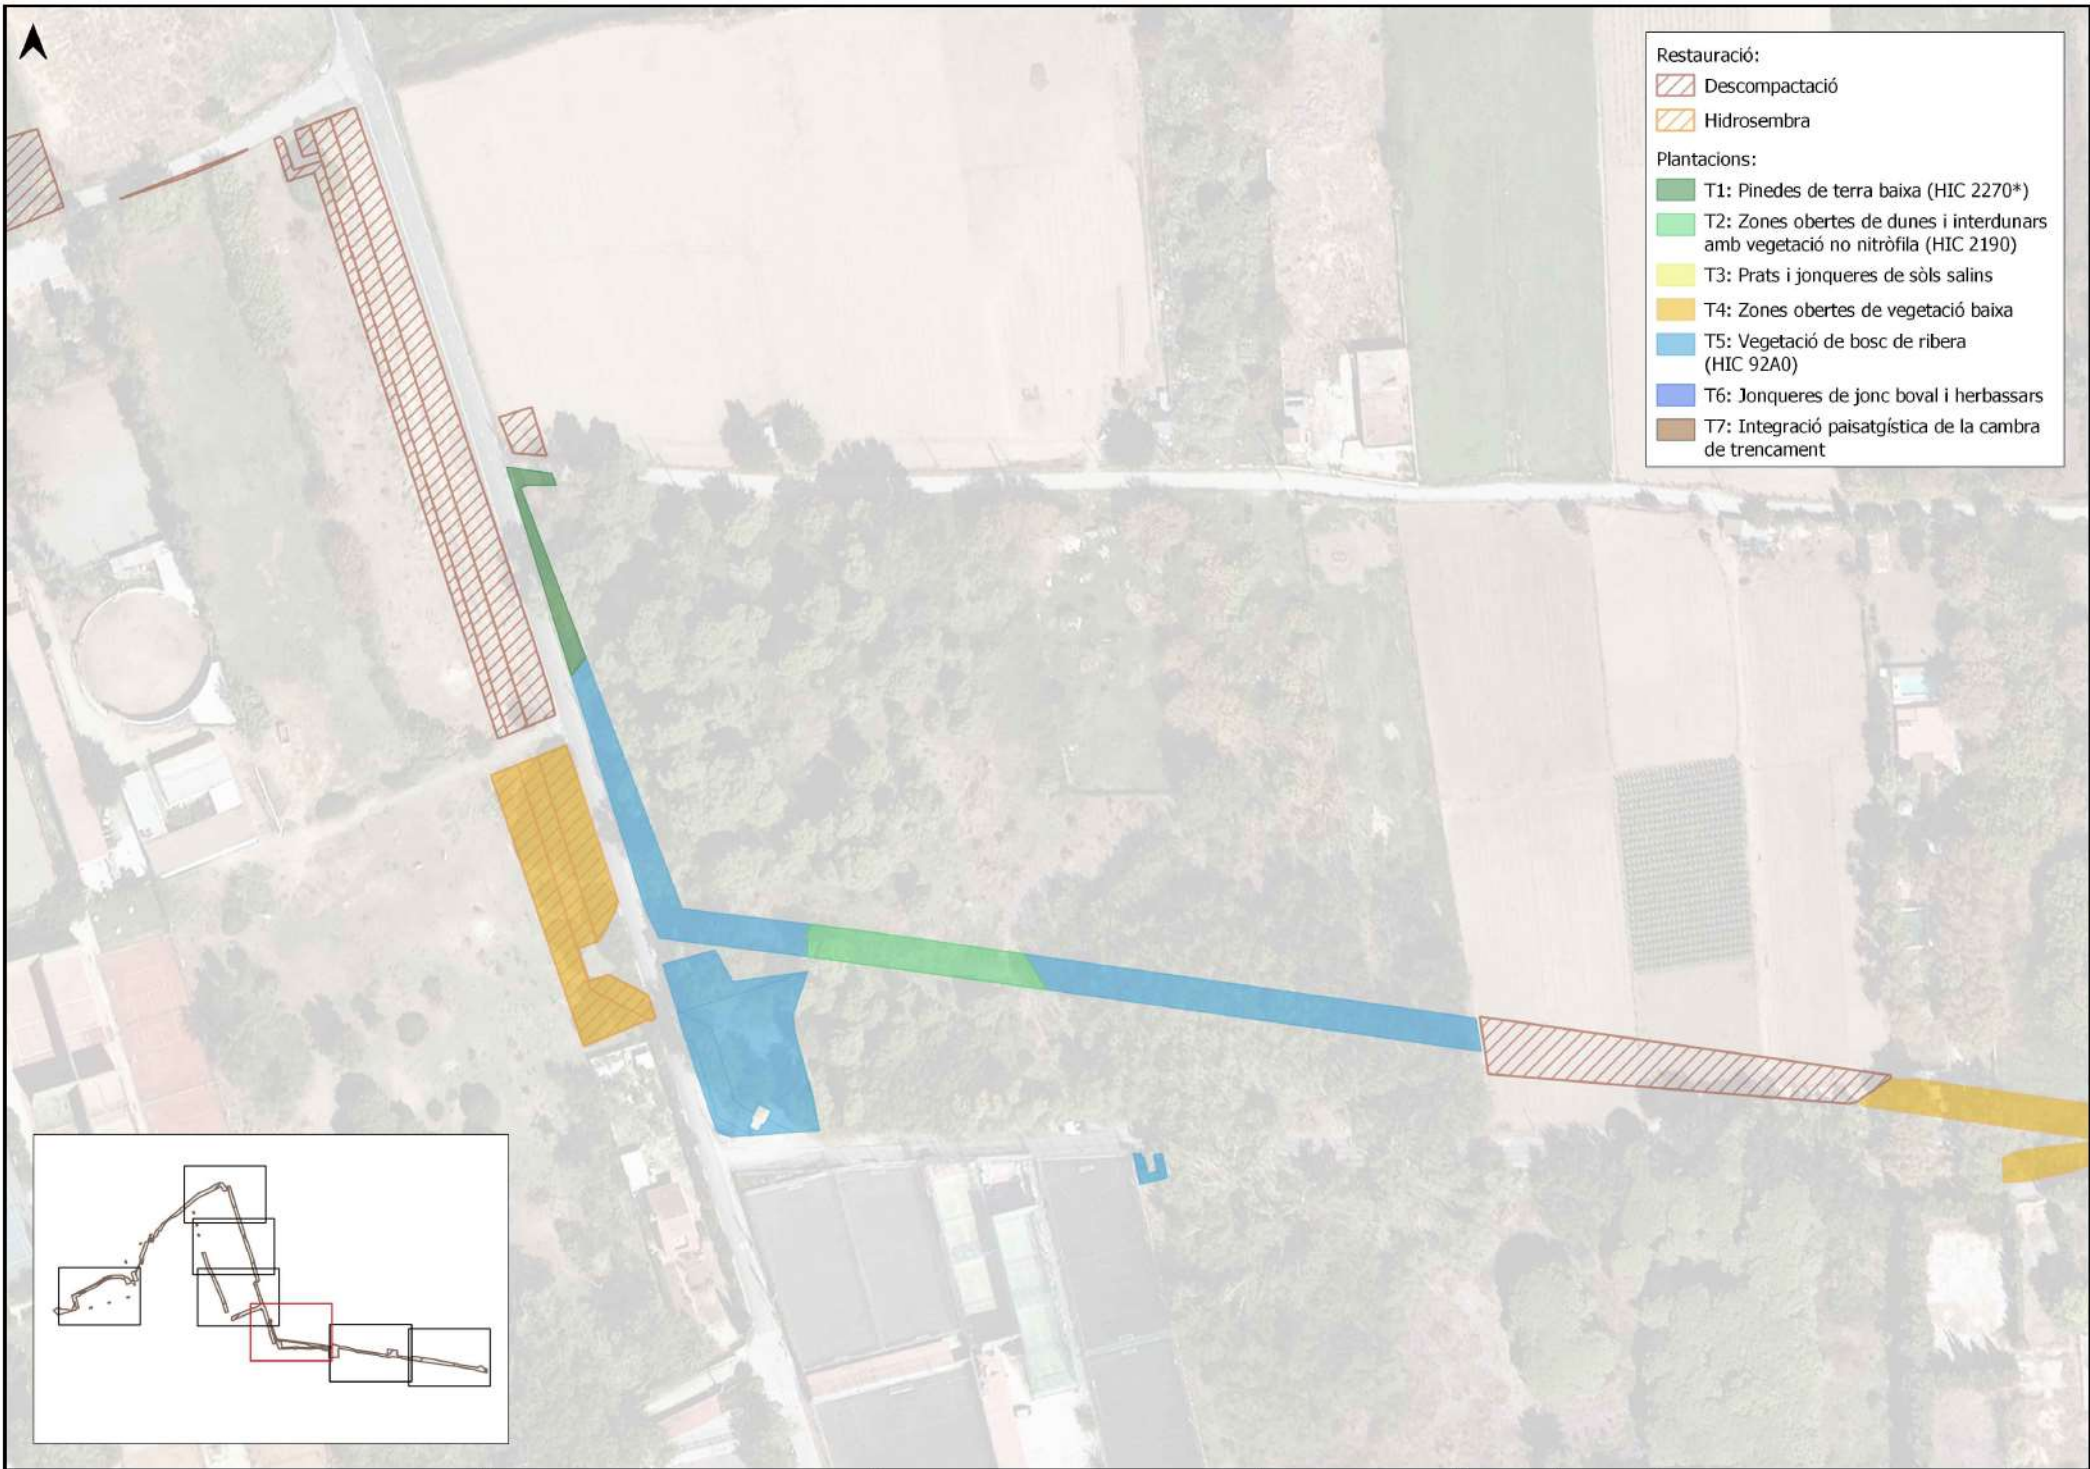 Restauració:
Descompactació
Hidrosembra
Plantacions:
T1: Pinedes de terra baixa (HIC 2270*)
T2: Zones obertes de dunes i interdunars
amb vegetació no nitròfila (HIC 2190)
T3: Prats i jonqueres de sòls salins
T4: Zones obertes de vegetació baixa
T5: Vegetació de bosc de ribera
(HIC 92A0)
T6: Jonqueres de jonc boval i herbassars
T7: Integració paisatgística de la cambra
de trencament